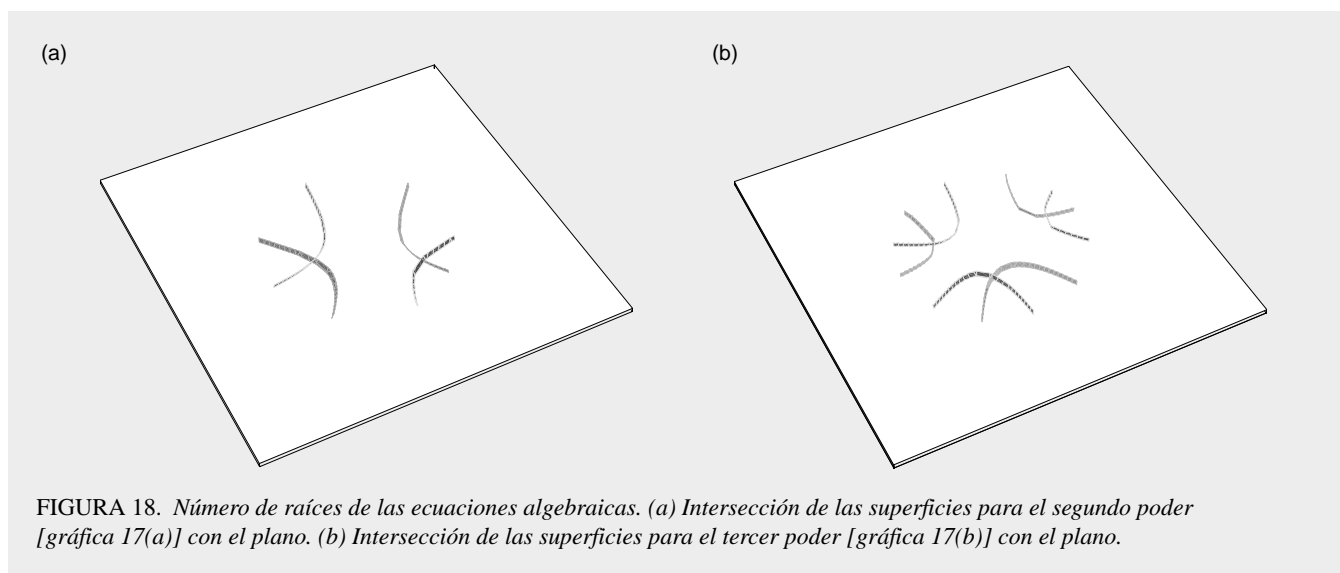 (a)
(b)
FIGURA 18. Número de raíces de las ecuaciones algebraicas. (a) Intersección de las superficies para el segundo poder
[gráfica 17(a)] con el plano. (b) Intersección de las superficies para el tercer poder [gráfica 17(b)] con el plano.